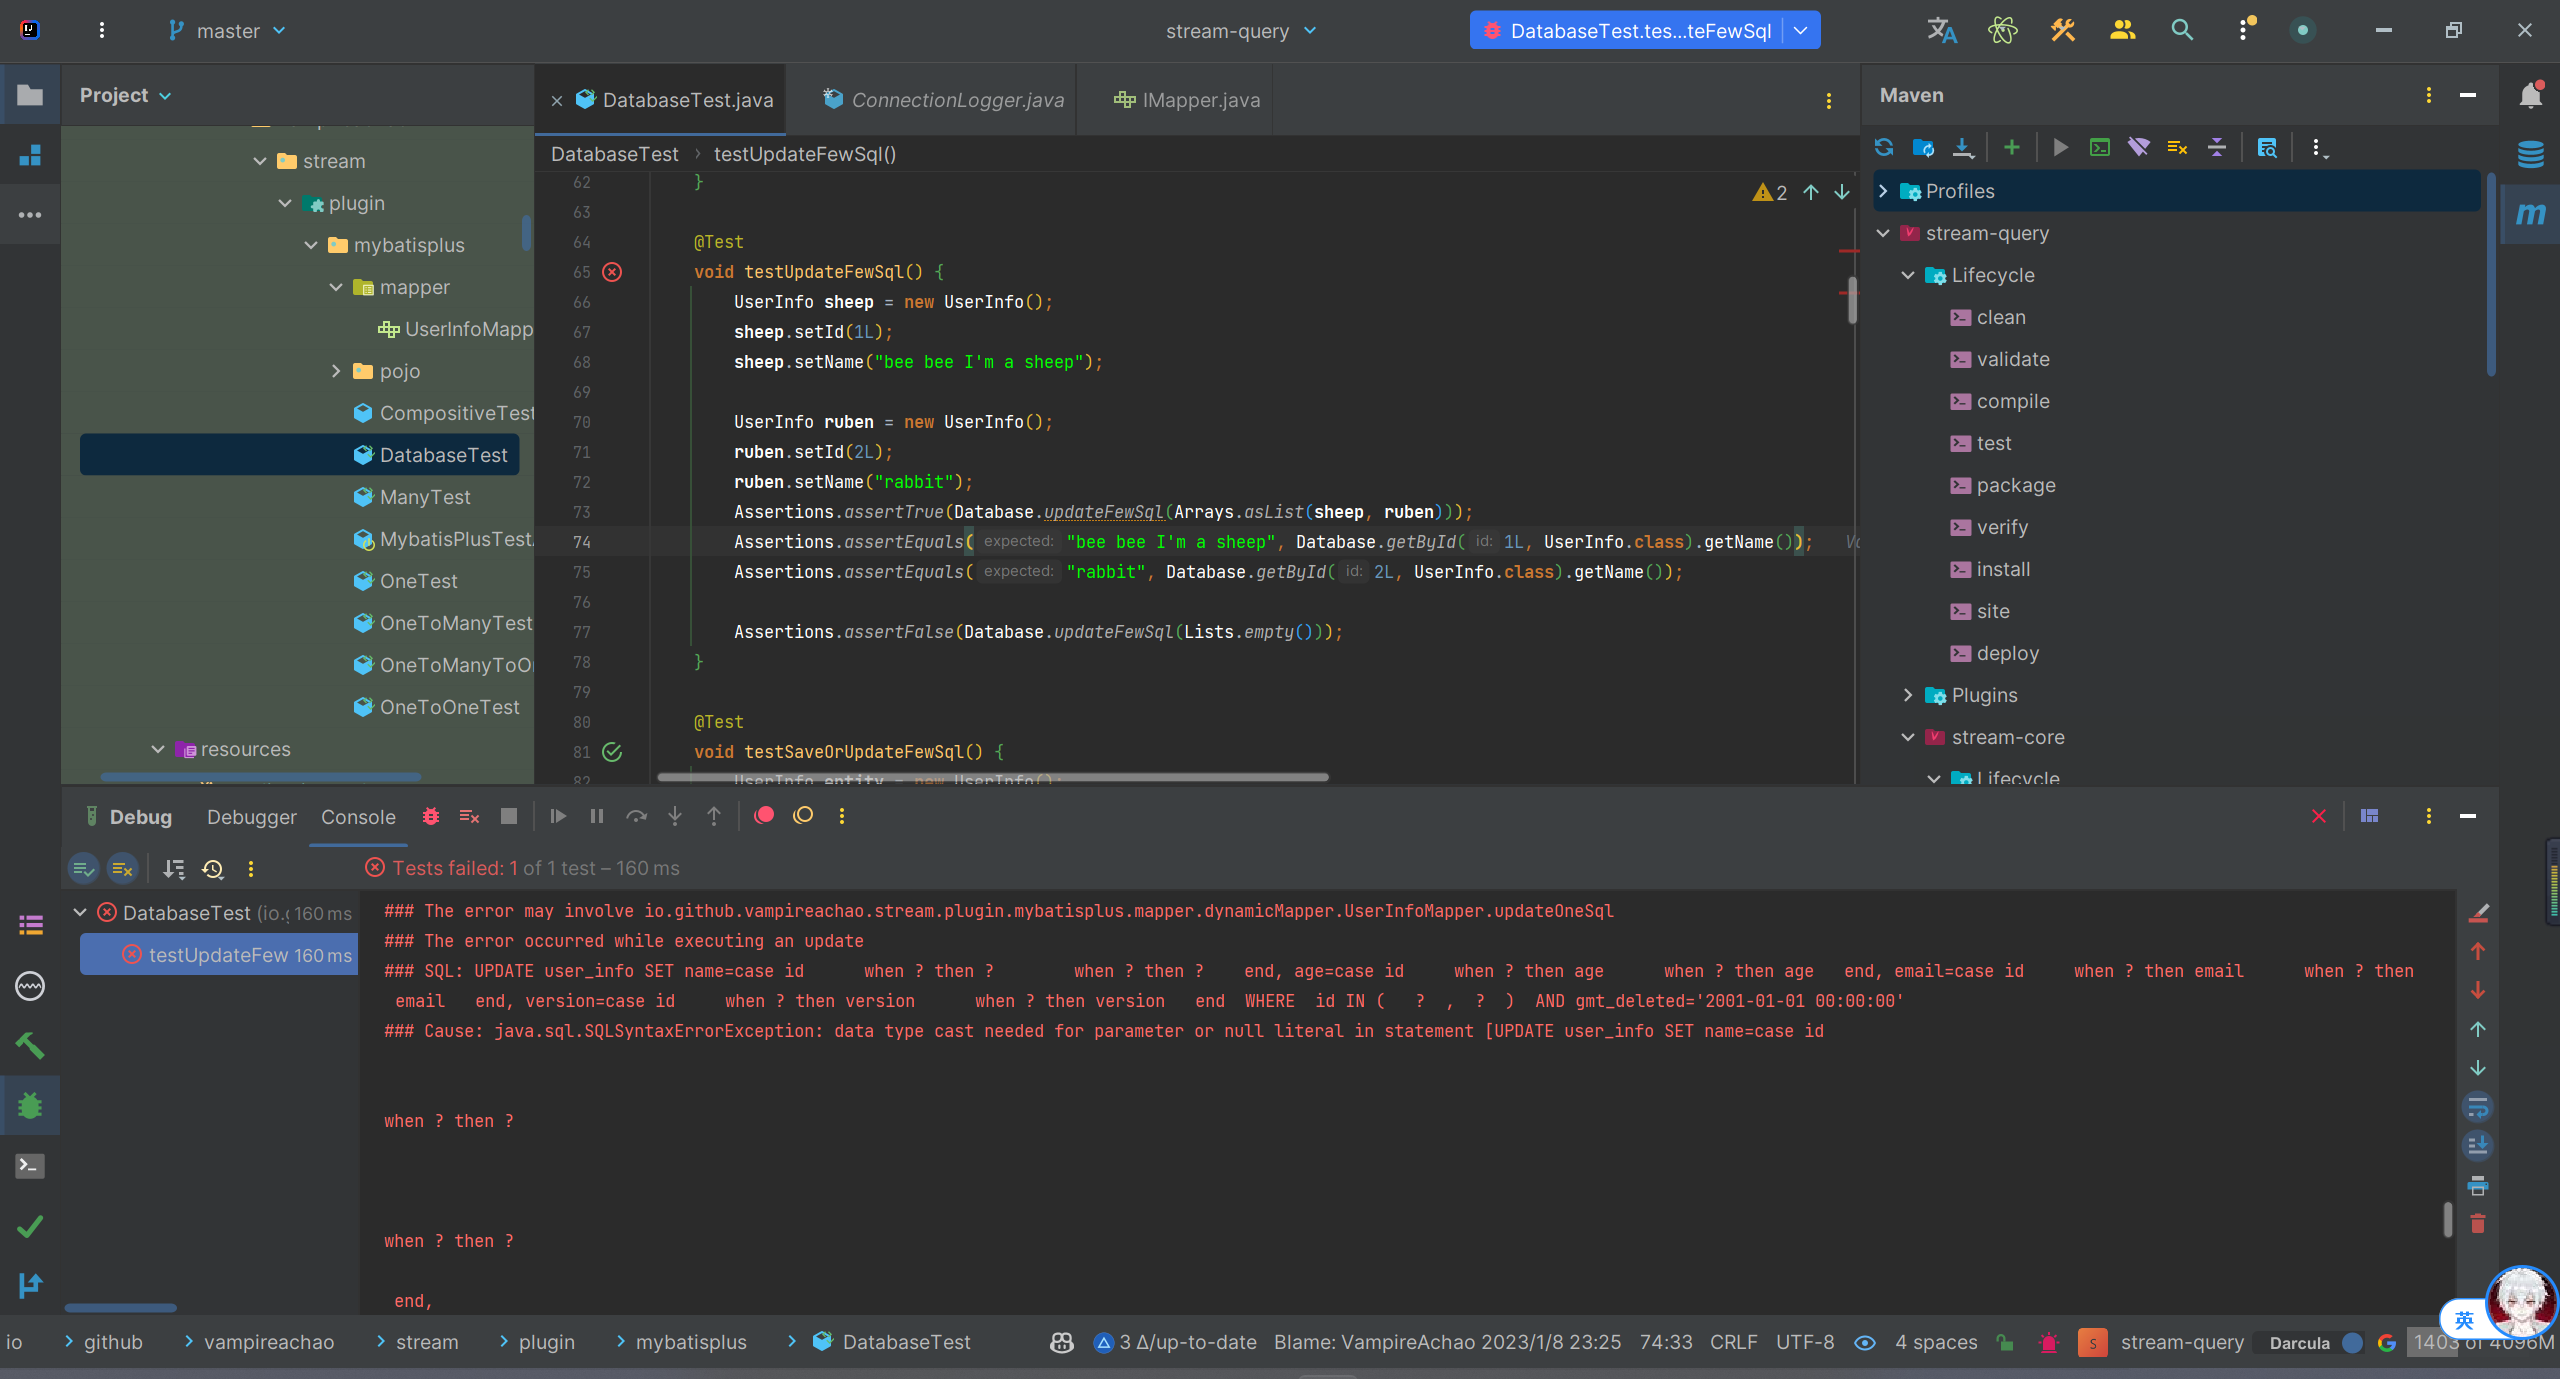 master
stream-query
DatabaseTest.tes...teFewSql
Project
stream
plugin
mybatisplus
mapper
UserInfoMapp
pojo
CompositiveTest
DatabaseTest
ManyTest
MybatisPlusTest.
OneTest
OneToManyTest
OneToManyToO
OneToOneTest
resources
DatabaseTest.java
ConnectionLogger.java
IMapper.java
DatabaseTest › testUpdateFewSql()
2
62 }
63
64 @Test
65 void testUpdateFewSql() {
66 UserInfo sheep = new UserInfo();
67 sheep.setId(1L);
68 sheep.setName("bee bee I'm a sheep");
69
70 UserInfo ruben = new UserInfo();
71 ruben.setId(2L);
72 ruben.setName("rabbit");
73 Assertions.assertTrue(Database.updateFewSql(Arrays.asList(sheep, ruben)));
74 Assertions.assertEquals( expected: "bee bee I'm a sheep", Database.getById( id: 1L, UserInfo.class).getName());
75 Assertions.assertEquals( expected: "rabbit", Database.getById( id: 2L, UserInfo.class).getName());
76
77 Assertions.assertFalse(Database.updateFewSql(Lists.empty()));
78 }
79
80 @Test
81 void testSaveOrUpdateFewSql() {
82 UserInfo entity = new UserInfo();
Maven
Profiles
stream-query
Lifecycle
clean
validate
compile
test
package
verify
install
site
deploy
Plugins
stream-core
Lifecycle
Debug
Debugger
Console
Tests failed: 1 of 1 test – 160 ms
DatabaseTest (io.g 160 ms
testUpdateFew 160 ms
### The error may involve io.github.vampireachao.stream.plugin.mybatisplus.mapper.dynamicMapper.UserInfoMapper.updateOneSql
### The error occurred while executing an update
### SQL: UPDATE user_info SET name=case id when ? then ? when ? then ? end, age=case id when ? then age when ? then age end, email=case id when ? then email when ? then
email end, version=case id when ? then version when ? then version end WHERE id IN ( ? , ? ) AND gmt_deleted='2001-01-01 00:00:00'
### Cause: java.sql.SQLSyntaxErrorException: data type cast needed for parameter or null literal in statement [UPDATE user_info SET name=case id
when ? then ?
when ? then ?
end,
英
io › github › vampireachao › stream › plugin › mybatisplus › DatabaseTest
3 Δ/up-to-date
Blame: VampireAchao 2023/1/8 23:25
74:33
CRLF
UTF-8
4 spaces
S
stream-query
Darcula
1403 of 4096M